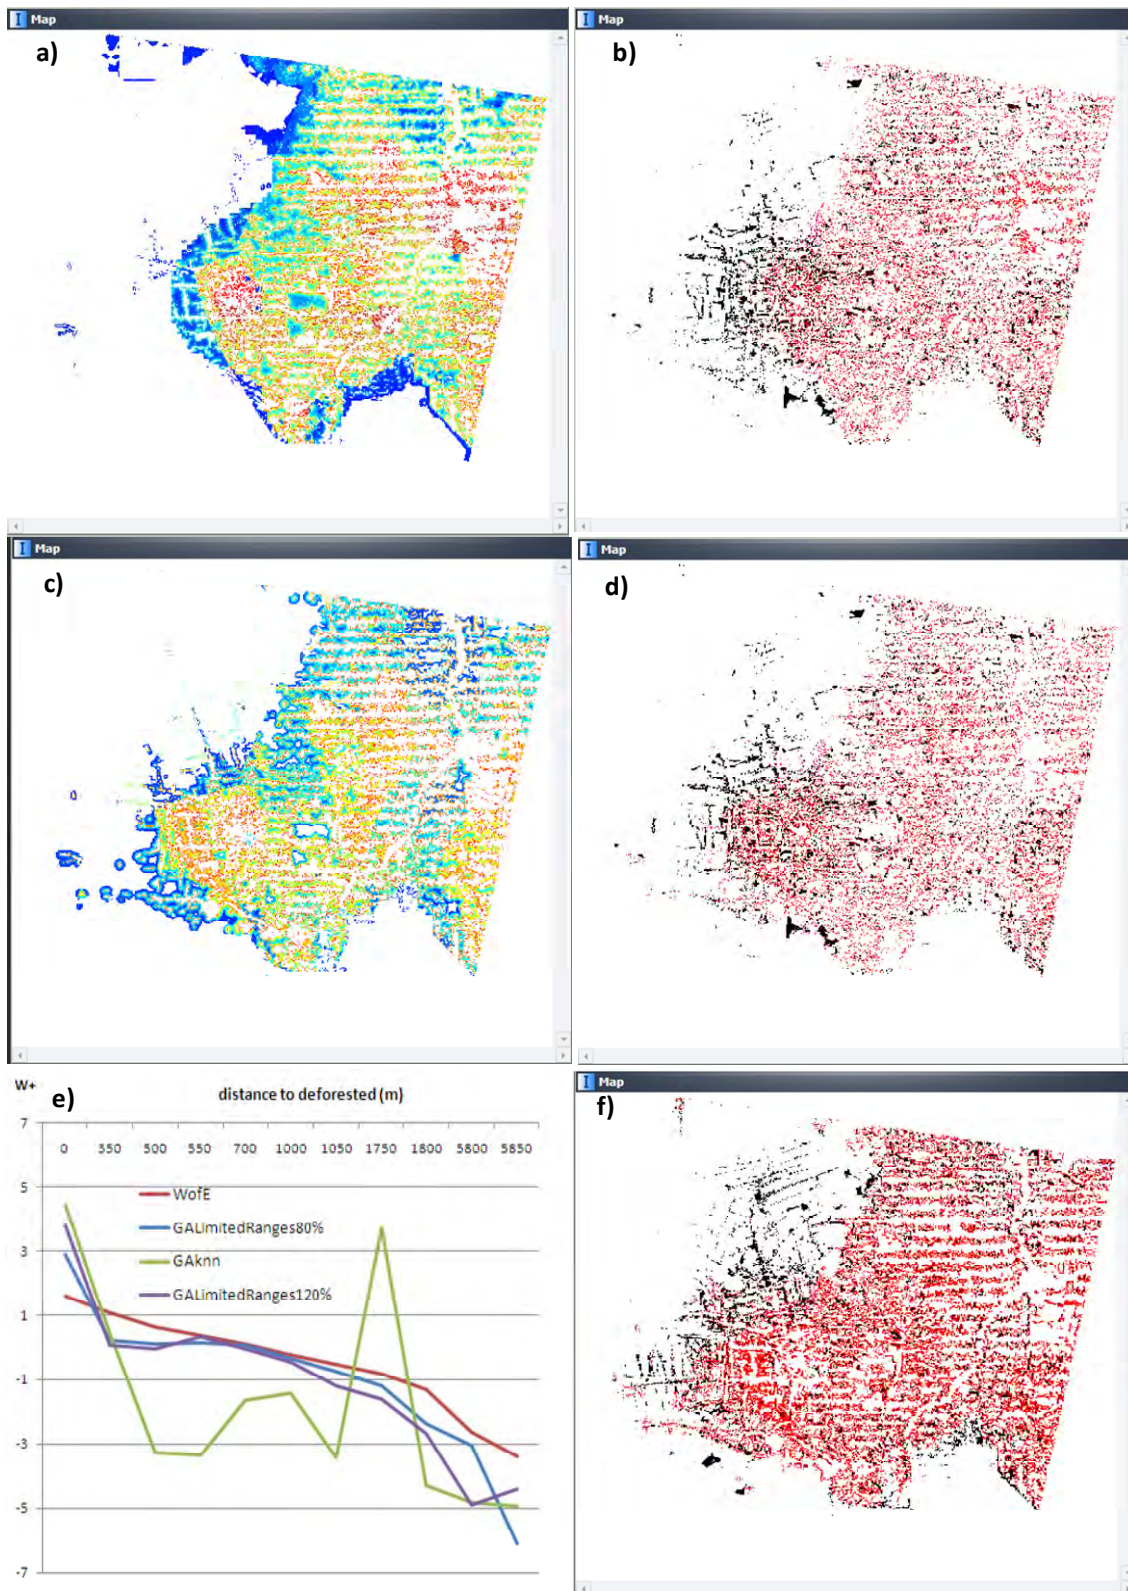 Map
a)
Map
b)
Map
c)
Map
d)
W+
e)
distance to deforested (m)
7
0 350 500 550 700 1000 1050 1750 1800 5800 5850
5
WofE
GALimitedRanges80%
3
GAknn
GALimitedRanges120%
1
-1
-3
-5
-7
Map
f)